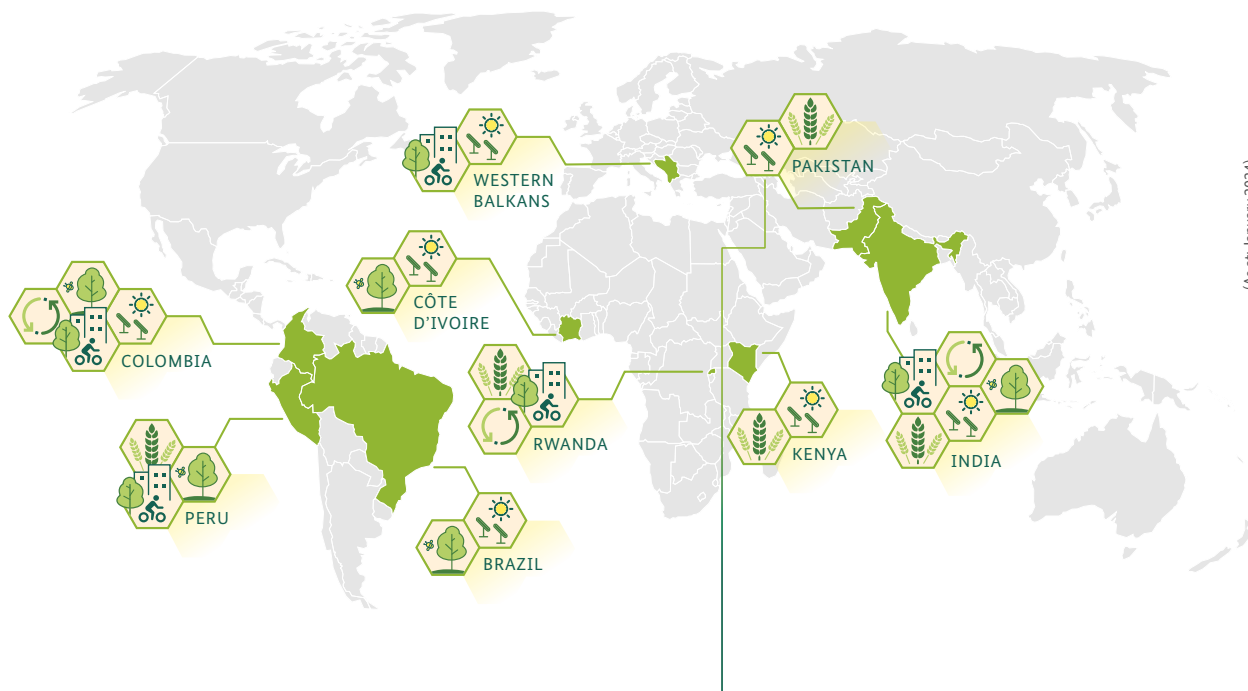 PAKISTAN
WESTERN
BALKANS
CÔTE
D'IVOIRE
COLOMBIA
RWANDA
KENYA
INDIA
PERU
BRAZIL